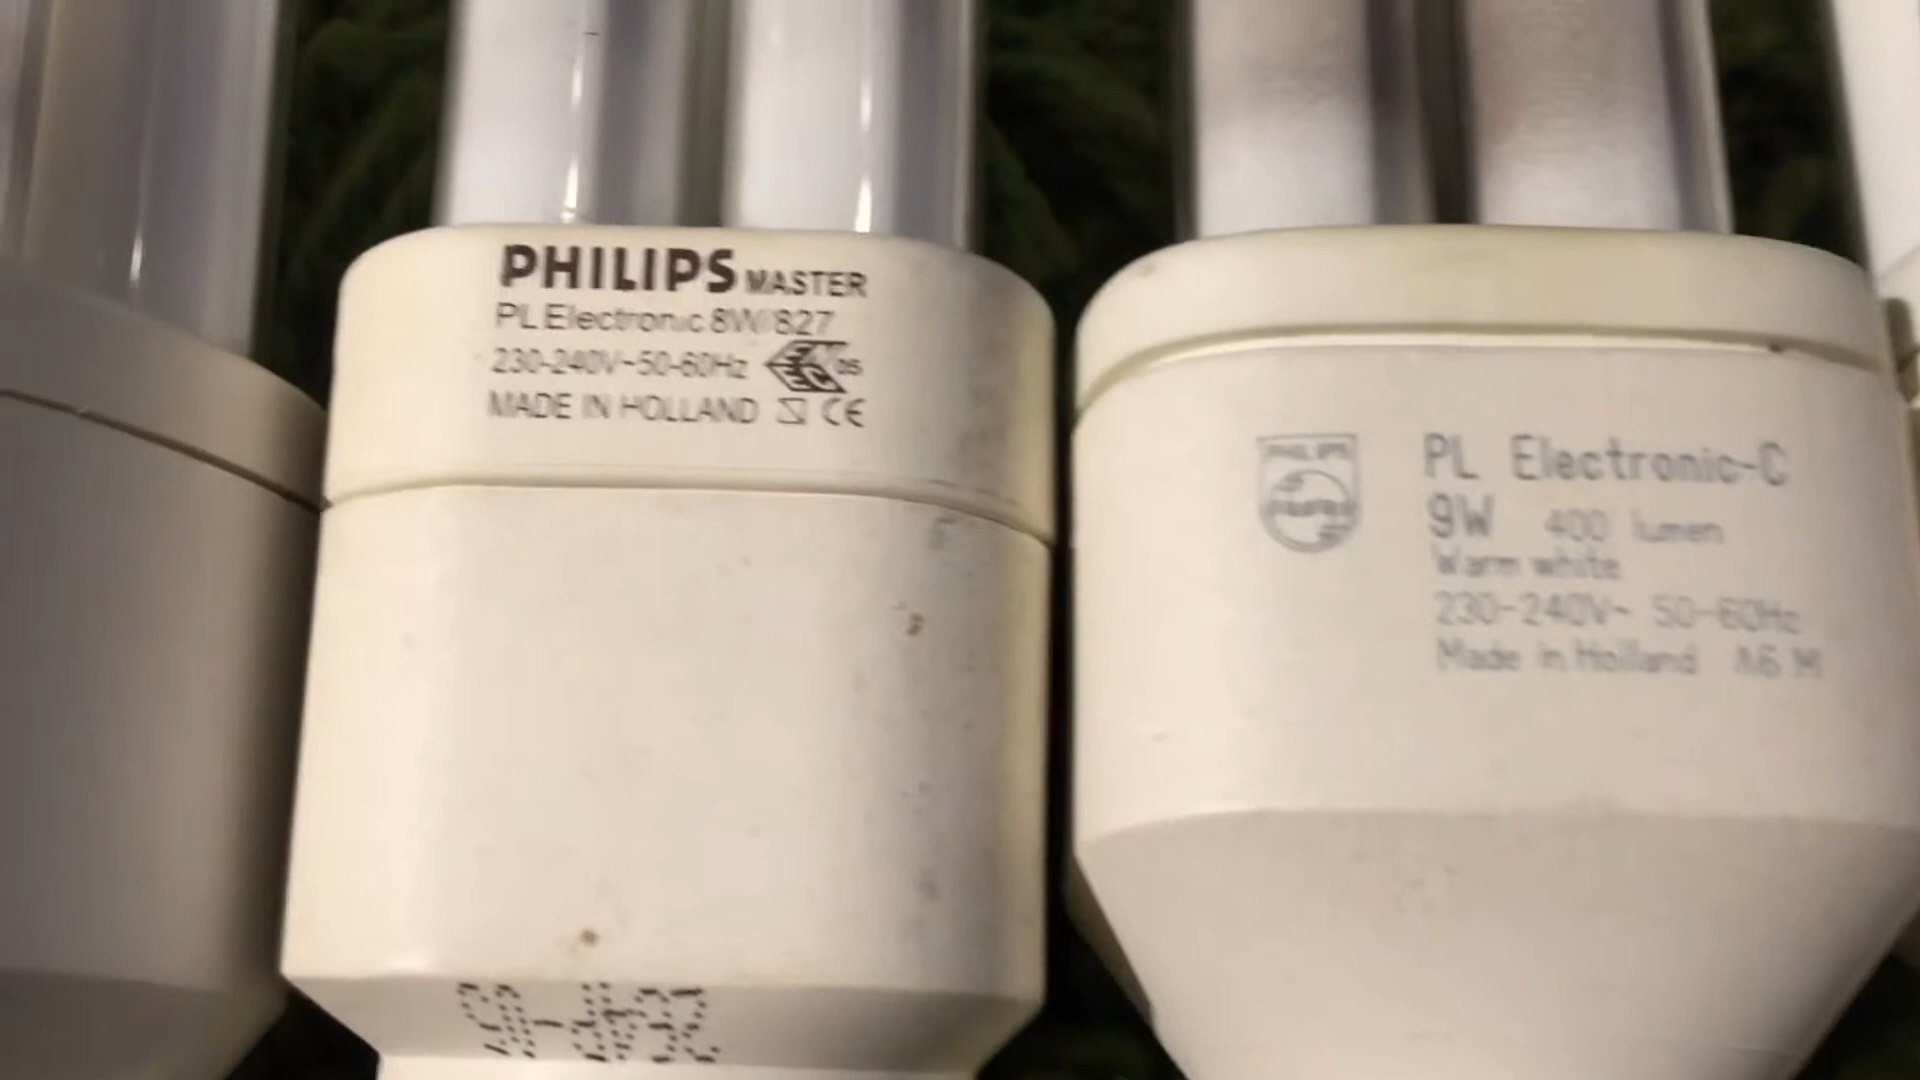 PHILIPS MASTER
PL Electronic 8W/827
230-240V~50-60Hz
MADE IN HOLLAND CE
PHILIPS
PL Electronic-C
9W 400 lumen
Warm white
230-240V~ 50-60Hz
Made in Holland